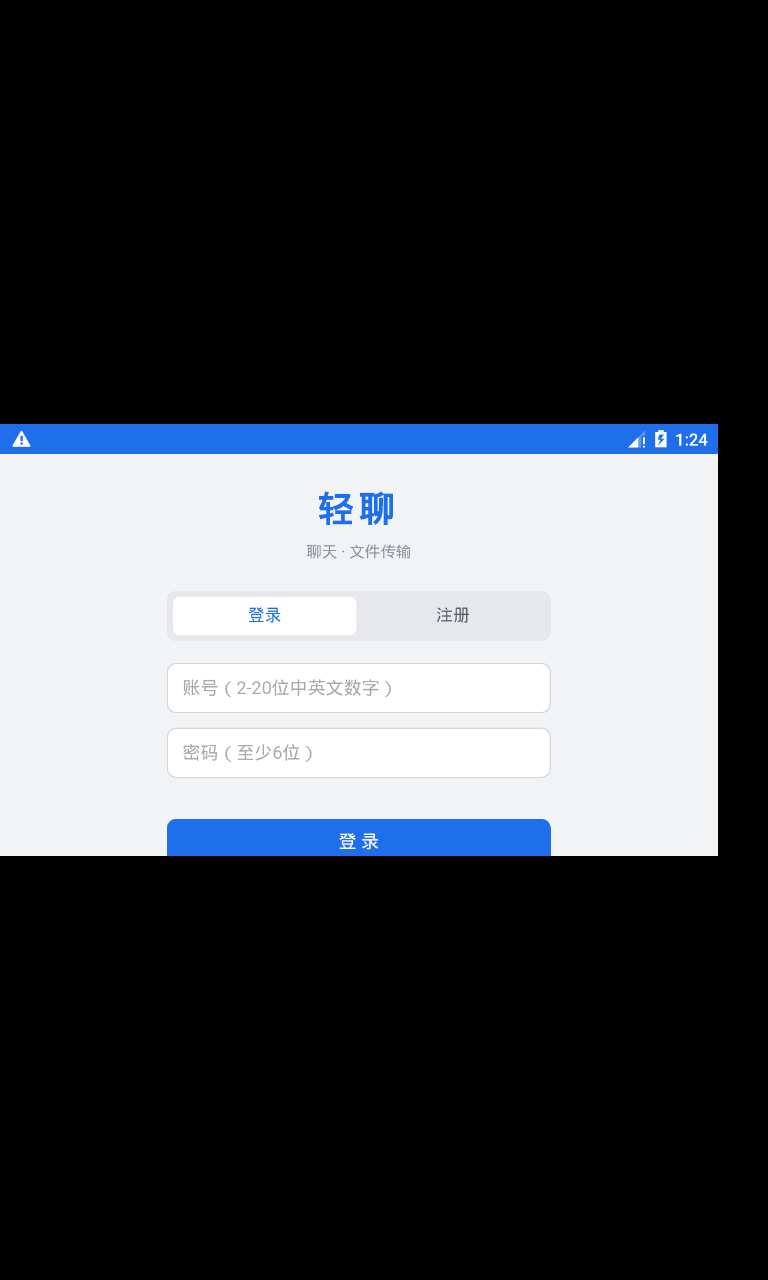 1:24
轻聊
聊天 · 文件传输
登录 注册
账号（2-20位中英文数字）
密码（至少6位）
登 录